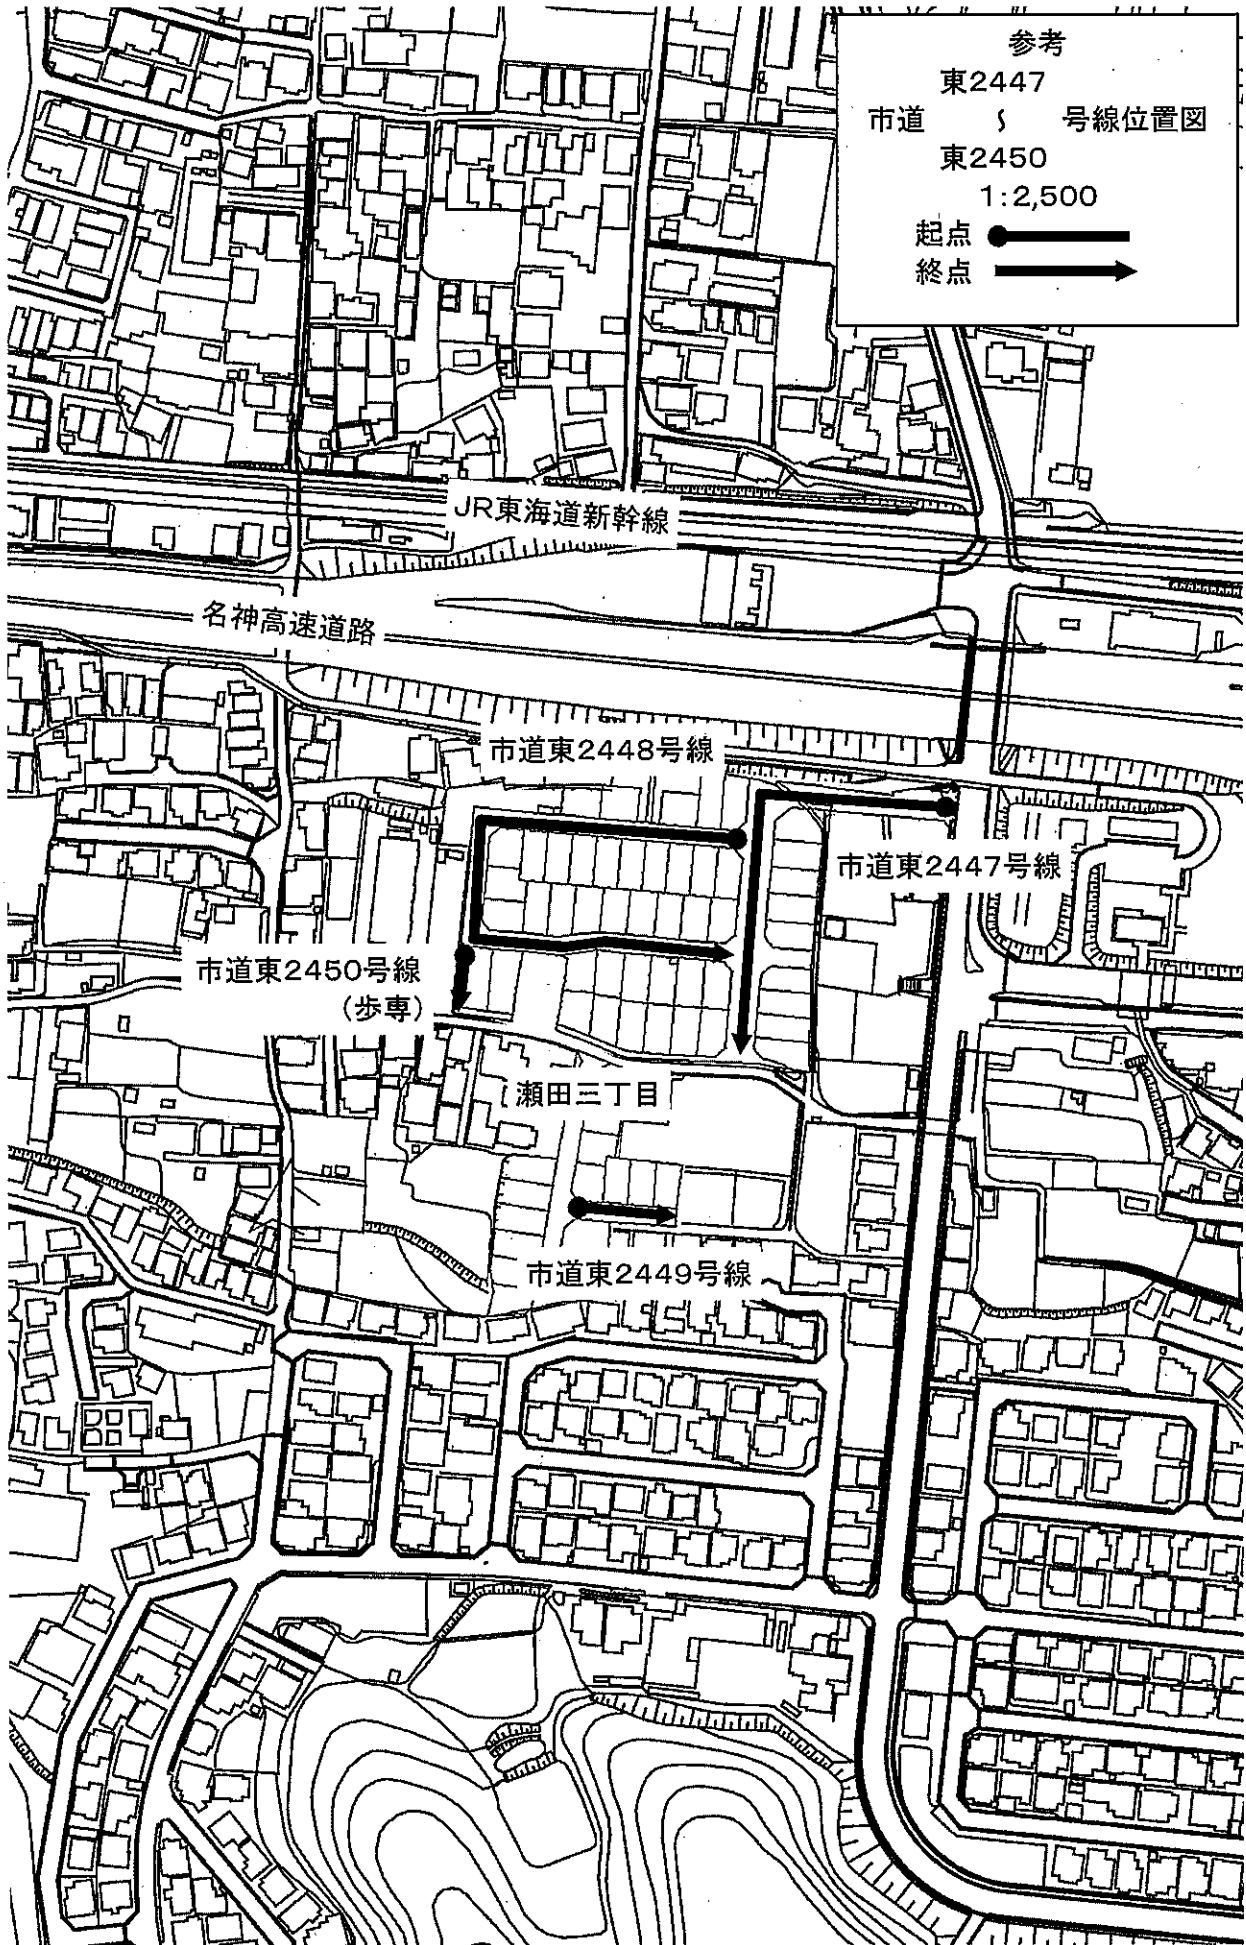 参考
東2447
市道 ～ 号線位置図
東2450
1:2,500
起点
終点
JR東海道新幹線
名神高速道路
市道東2448号線
市道東2447号線
市道東2450号線
(歩専)
瀬田三丁目
市道東2449号線